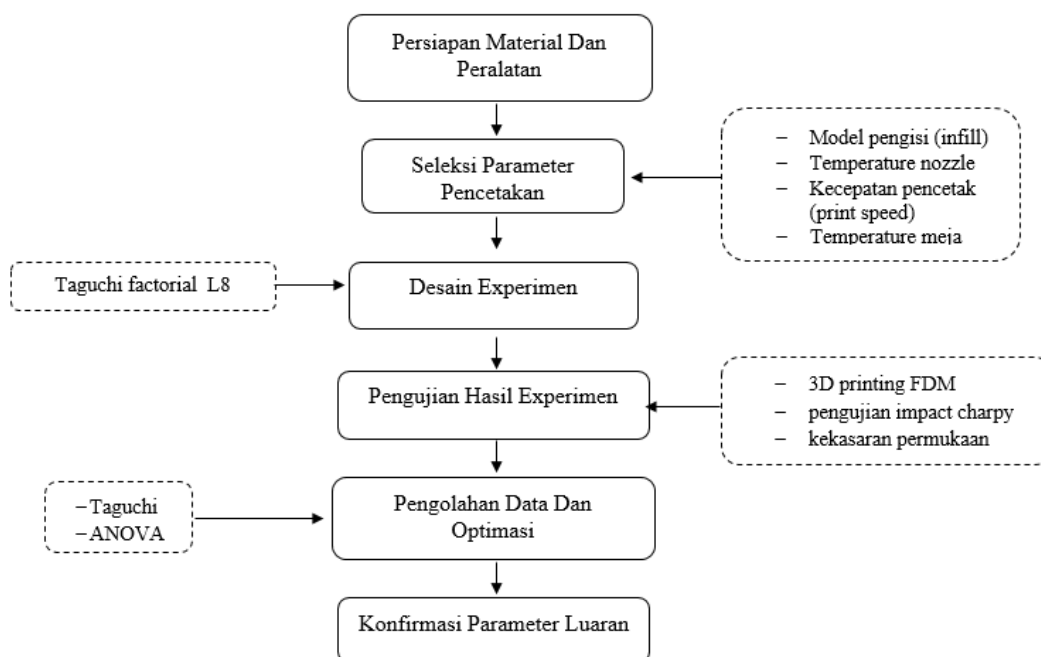 Persiapan Material Dan
Peralatan
Seleksi Parameter
Pencetakan
– Model pengisi (infill)
– Temperature nozzle
– Kecepatan pencetak
(print speed)
– Temperature meja
Taguchi factorial L8
Desain Experimen
Pengujian Hasil Experimen
– 3D printing FDM
– pengujian impact charpy
– kekasaran permukaan
–Taguchi
–ANOVA
Pengolahan Data Dan
Optimasi
Konfirmasi Parameter Luaran